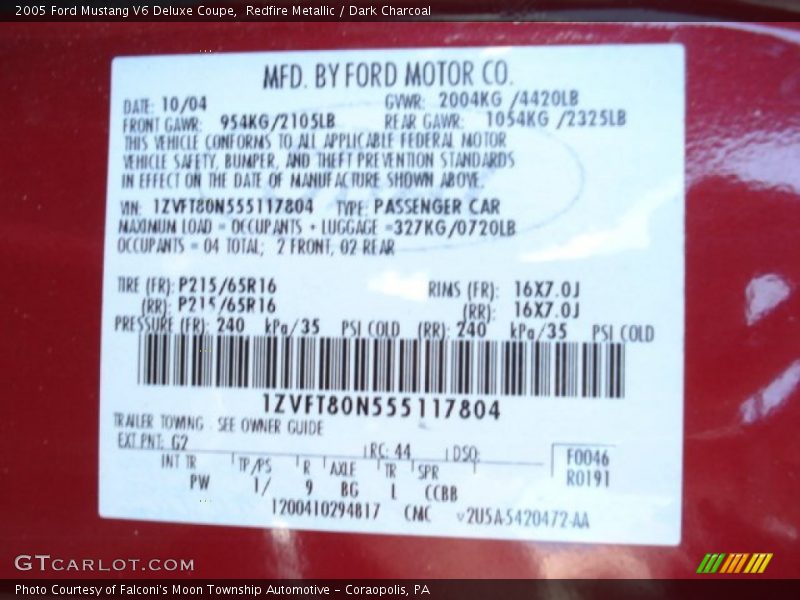 2005 Ford Mustang V6 Deluxe Coupe, Redfire Metallic / Dark Charcoal
MFD. BY FORD MOTOR CO.
DATE: 10/04 GVWR: 2004KG /4420LB
FRONT GAWR: 954KG/2105LB REAR GAWR: 1054KG /2325LB
THIS VEHICLE CONFORMS TO ALL APPLICABLE FEDERAL MOTOR
VEHICLE SAFETY, BUMPER, AND THEFT PREVENTION STANDARDS
IN EFFECT ON THE DATE OF MANUFACTURE SHOWN ABOVE.
VIN: 1ZVFT80N555117804 TYPE: PASSENGER CAR
MAXIMUM LOAD = OCCUPANTS + LUGGAGE =327KG/0720LB
OCCUPANTS = 04 TOTAL; 2 FRONT, 02 REAR
TIRE (FR): P215/65R16 RIMS (FR): 16X7.0J
(RR): P215/65R16 (RR): 16X7.0J
PRESSURE (FR): 240 kPa/35 PSI COLD (RR): 240 kPa/35 PSI COLD
1ZVFT80N555117804
TRAILER TOWING - SEE OWNER GUIDE
EXT PNT: G2 RC: 44 DSO: F0046
INT TR TP/PS R AXLE TR SPR R0191
PW 1/ 9 BG L CCBB
1200410294817 CMC v2U5A-5420472-AA
GTCARLOT.COM
Photo Courtesy of Falconi's Moon Township Automotive - Coraopolis, PA